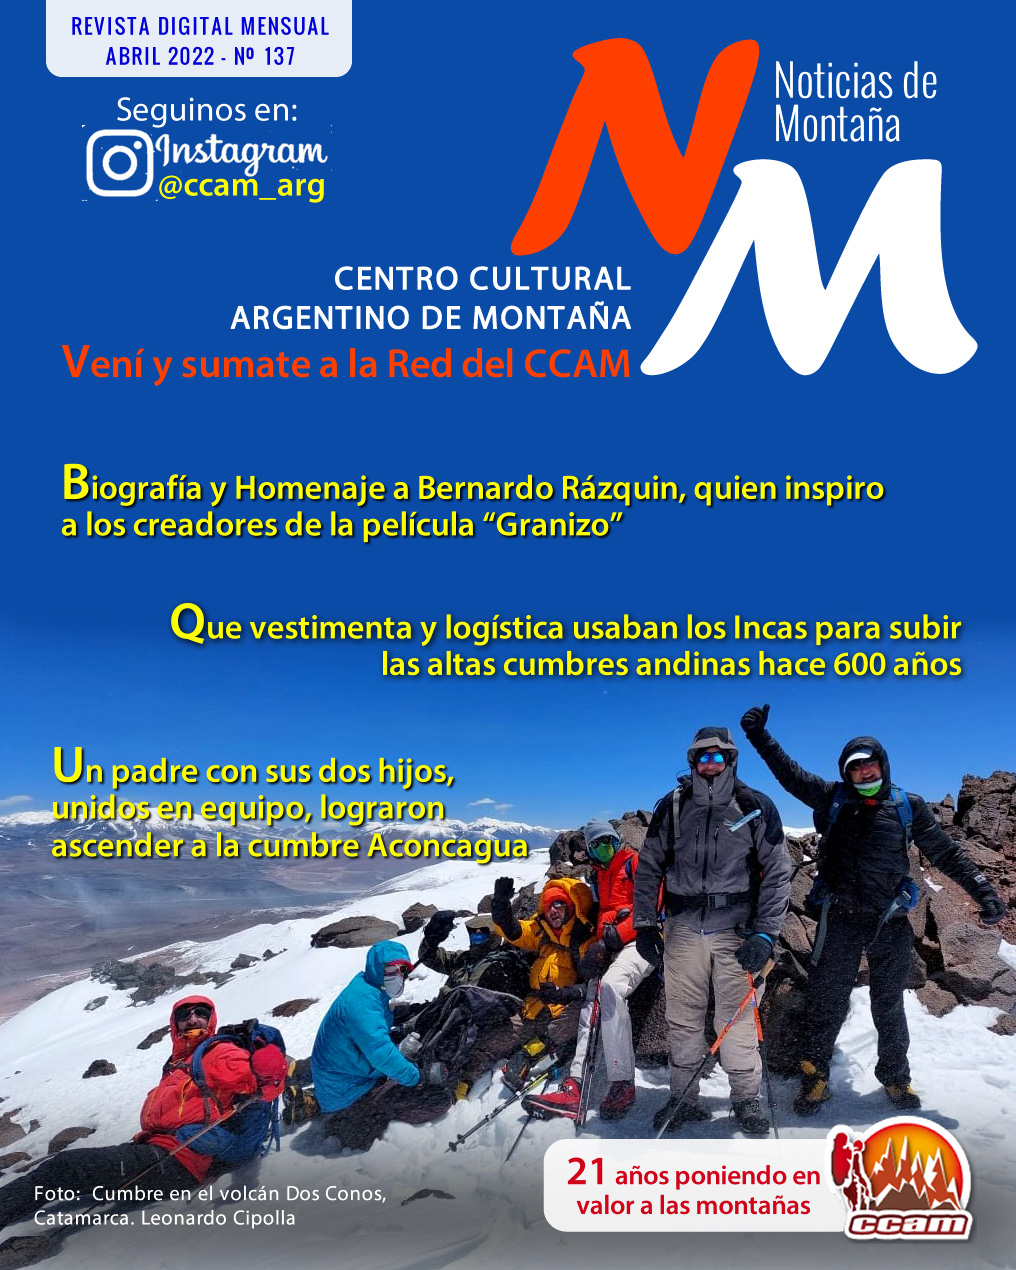 REVISTA DIGITAL MENSUAL
ABRIL 2022 - Nº 137
Seguinos en:
Instagram
@ccam_arg
NM
Noticias de
Montaña
CENTRO CULTURAL
ARGENTINO DE MONTAÑA
Vení y sumate a la Red del CCAM
Biografía y Homenaje a Bernardo Rázquin, quien inspiro
a los creadores de la película “Granizo”
Que vestimenta y logística usaban los Incas para subir
las altas cumbres andinas hace 600 años
Un padre con sus dos hijos,
unidos en equipo, lograron
ascender a la cumbre Aconcagua
Foto: Cumbre en el volcán Dos Conos,
Catamarca. Leonardo Cipolla
21 años poniendo en
valor a las montañas
ccam